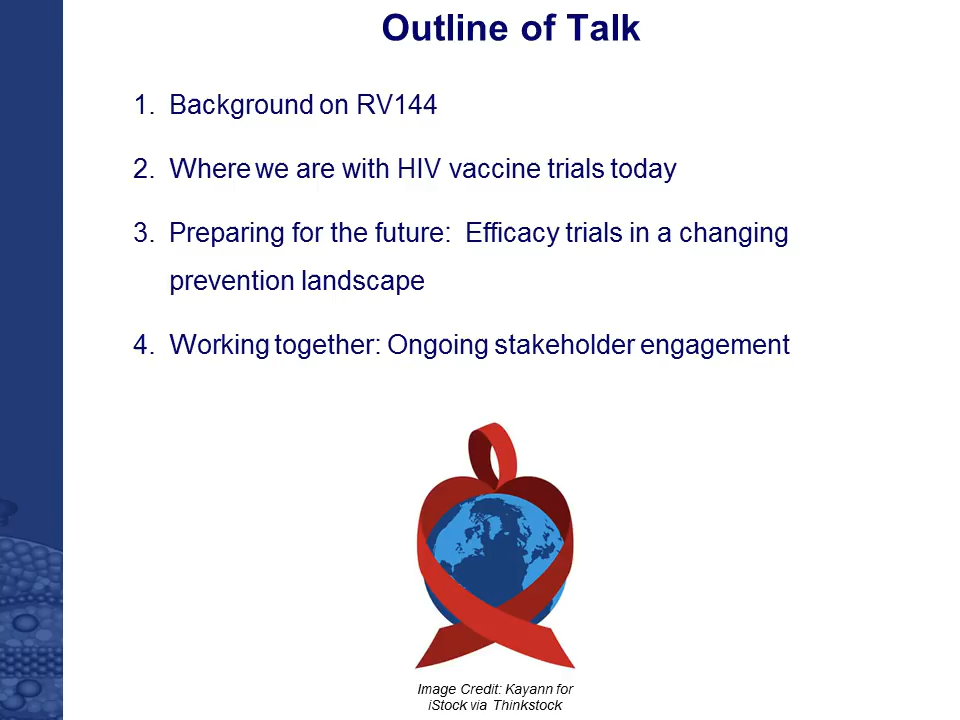 Outline of Talk
1. Background on RV144
2. Where we are with HIV vaccine trials today
3. Preparing for the future: Efficacy trials in a changing
prevention landscape
4. Working together: Ongoing stakeholder engagement
Image Credit: Kayann for
iStock via Thinkstock